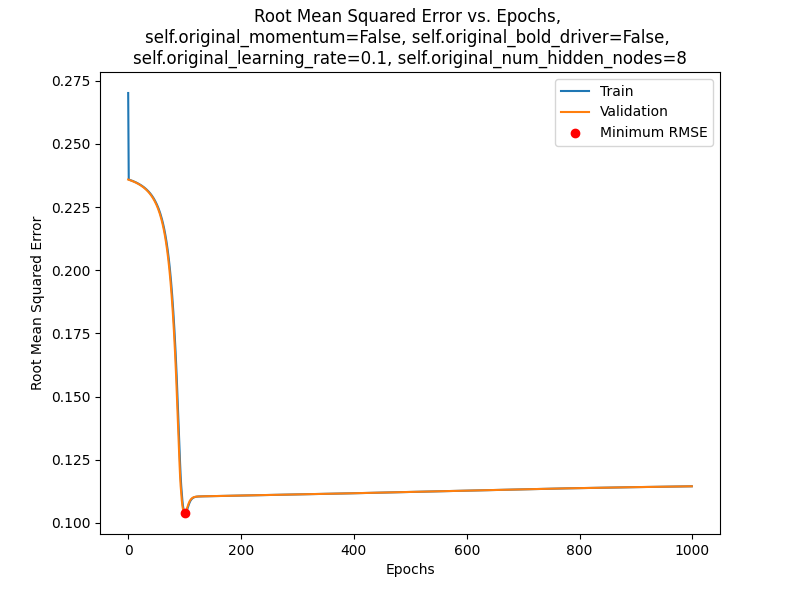 Root Mean Squared Error vs. Epochs,
self.original_momentum=False, self.original_bold_driver=False,
self.original_learning_rate=0.1, self.original_num_hidden_nodes=8
Train
Validation
Minimum RMSE
Root Mean Squared Error
0.275
0.250
0.225
0.200
0.175
0.150
0.125
0.100
0 200 400 600 800 1000
Epochs